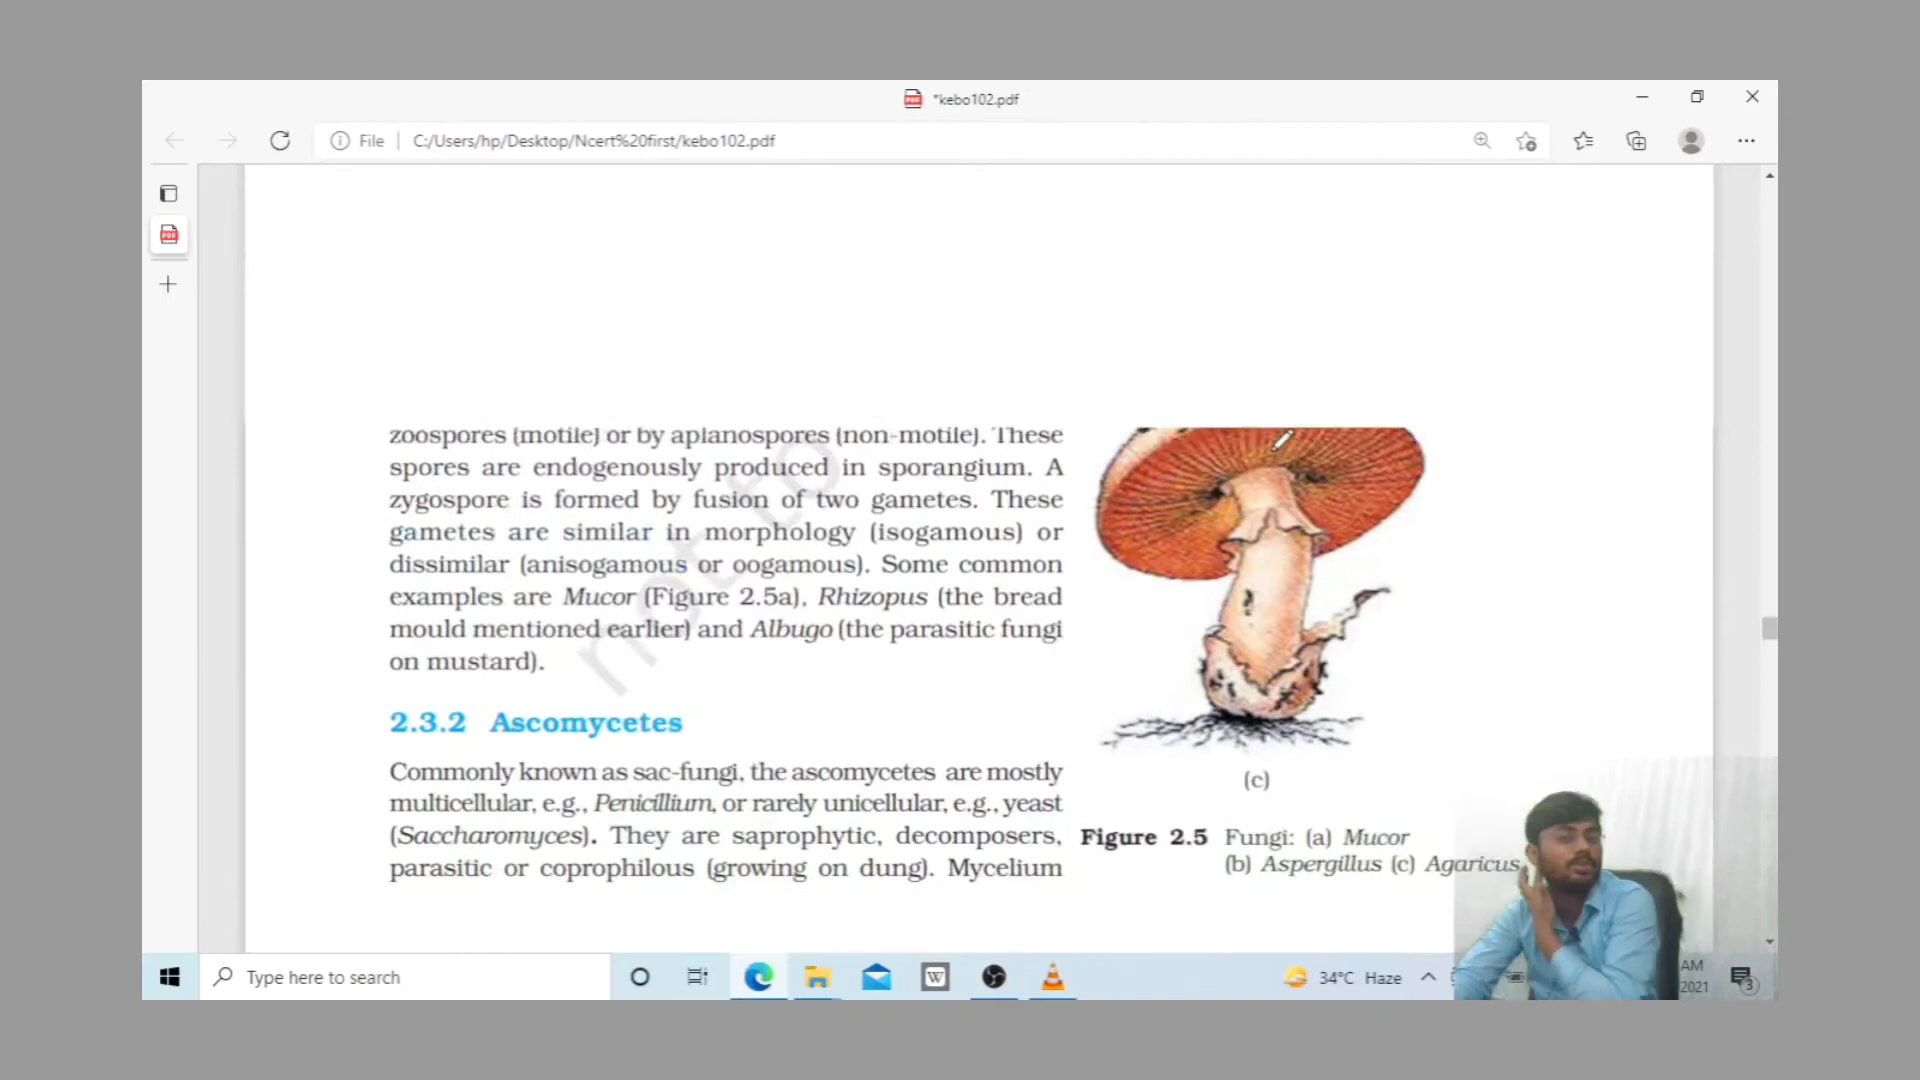 *kebo102.pdf
File
C:/Users/hp/Desktop/Ncert%20first/kebo102.pdf
zoospores (motile) or by aplanospores (non-motile). These
spores are endogenously produced in sporangium. A
zygospore is formed by fusion of two gametes. These
gametes are similar in morphology (isogamous) or
dissimilar (anisogamous or oogamous). Some common
examples are Mucor (Figure 2.5a), Rhizopus (the bread
mould mentioned earlier) and Albugo (the parasitic fungi
on mustard).
not to
2.3.2 Ascomycetes
Commonly known as sac-fungi, the ascomycetes are mostly
multicellular, e.g., Penicillium, or rarely unicellular, e.g., yeast
(Saccharomyces). They are saprophytic, decomposers,
parasitic or coprophilous (growing on dung). Mycelium
(c)
Figure 2.5 Fungi: (a) Mucor
(b) Aspergillus (c) Agaricus
Type here to search
W
34°C Haze
AM
2021
3